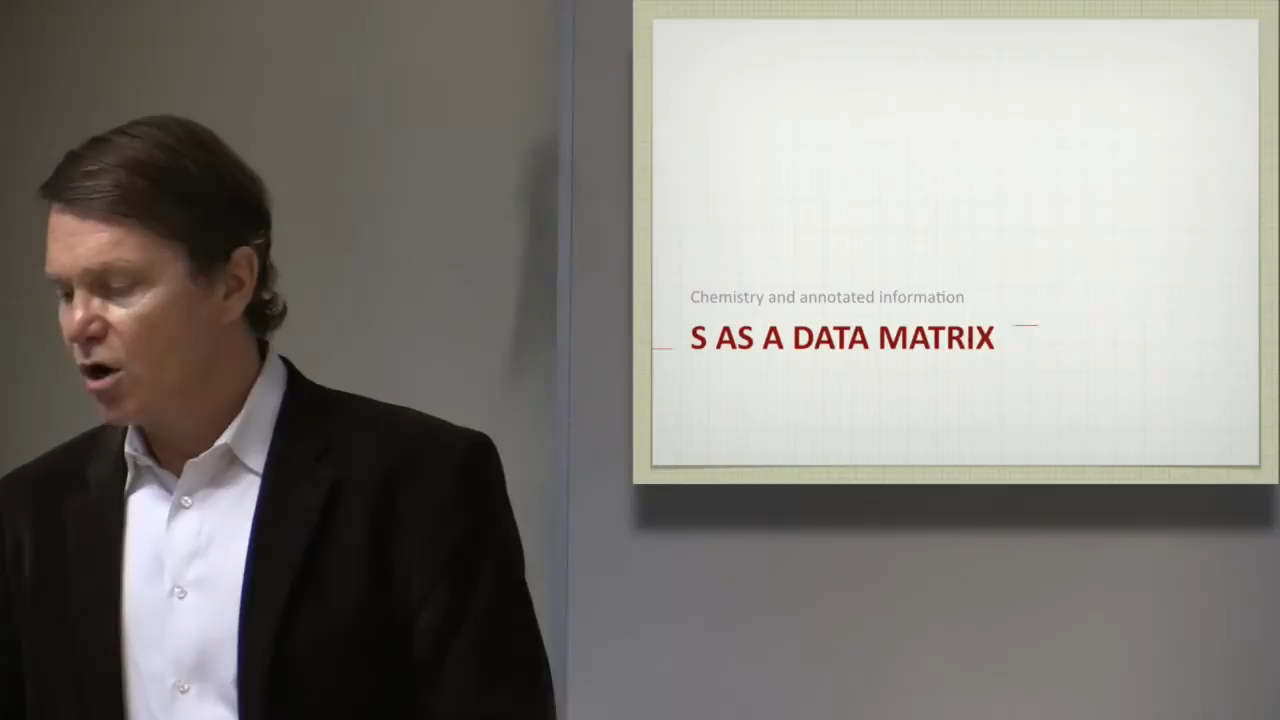 Chemistry and annotated information
S AS A DATA MATRIX